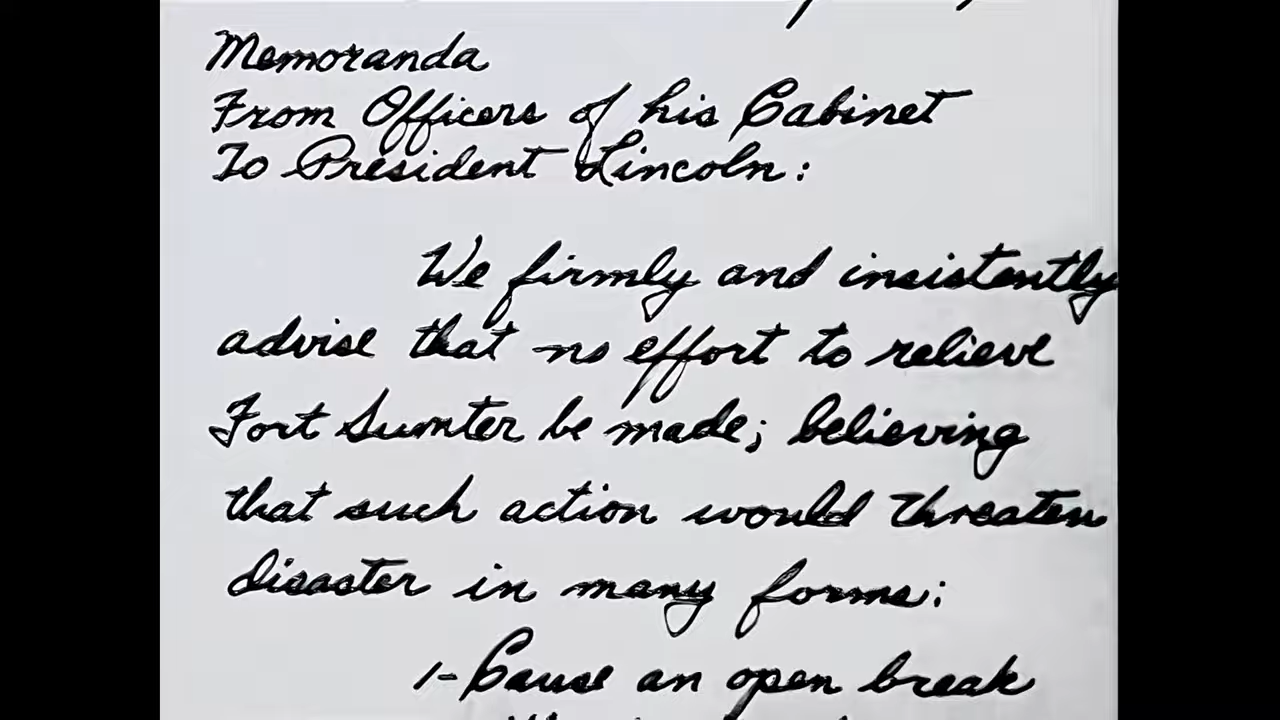 Memoranda
From Officers of his Cabinet
To President Lincoln:
We firmly and insistently
advise that no effort to relieve
Fort Sumter be made; believing
that such action would threaten
disaster in many forms:
1- Cause an open break